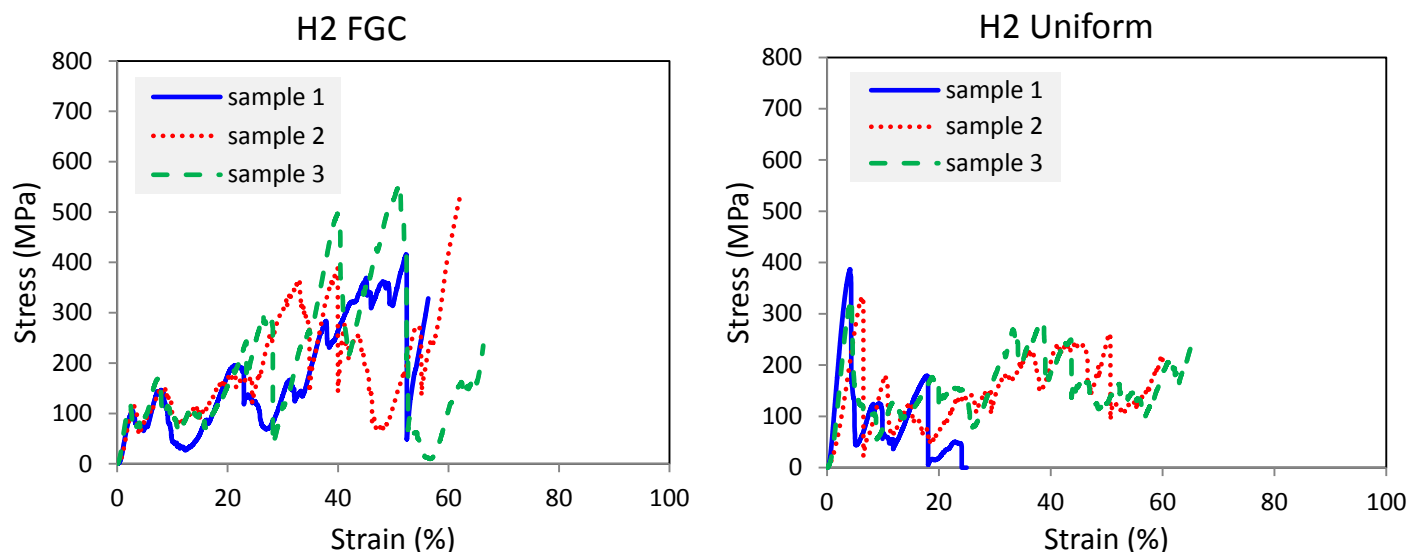 H2 FGC
800
700
600
500
400
300
200
100
0
Stress (MPa)
sample 1
sample 2
sample 3
0 20 40 60 80 100
Strain (%)
H2 Uniform
800
700
600
500
400
300
200
100
0
Stress (MPa)
sample 1
sample 2
sample 3
0 20 40 60 80 100
Strain (%)